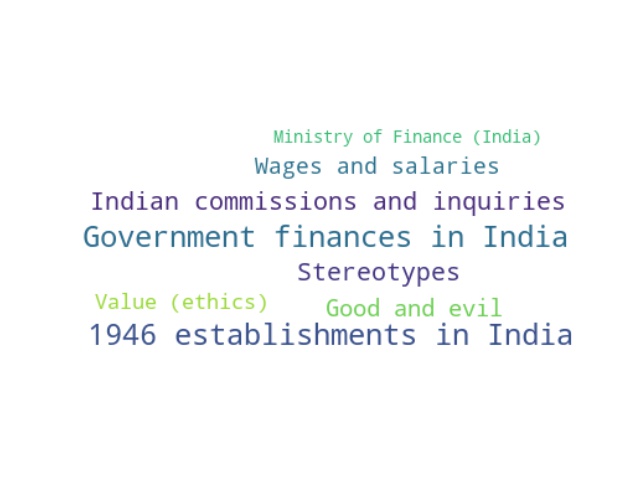 Ministry of Finance (India)
Wages and salaries
Indian commissions and inquiries
Government finances in India
Stereotypes
Value (ethics)
Good and evil
1946 establishments in India